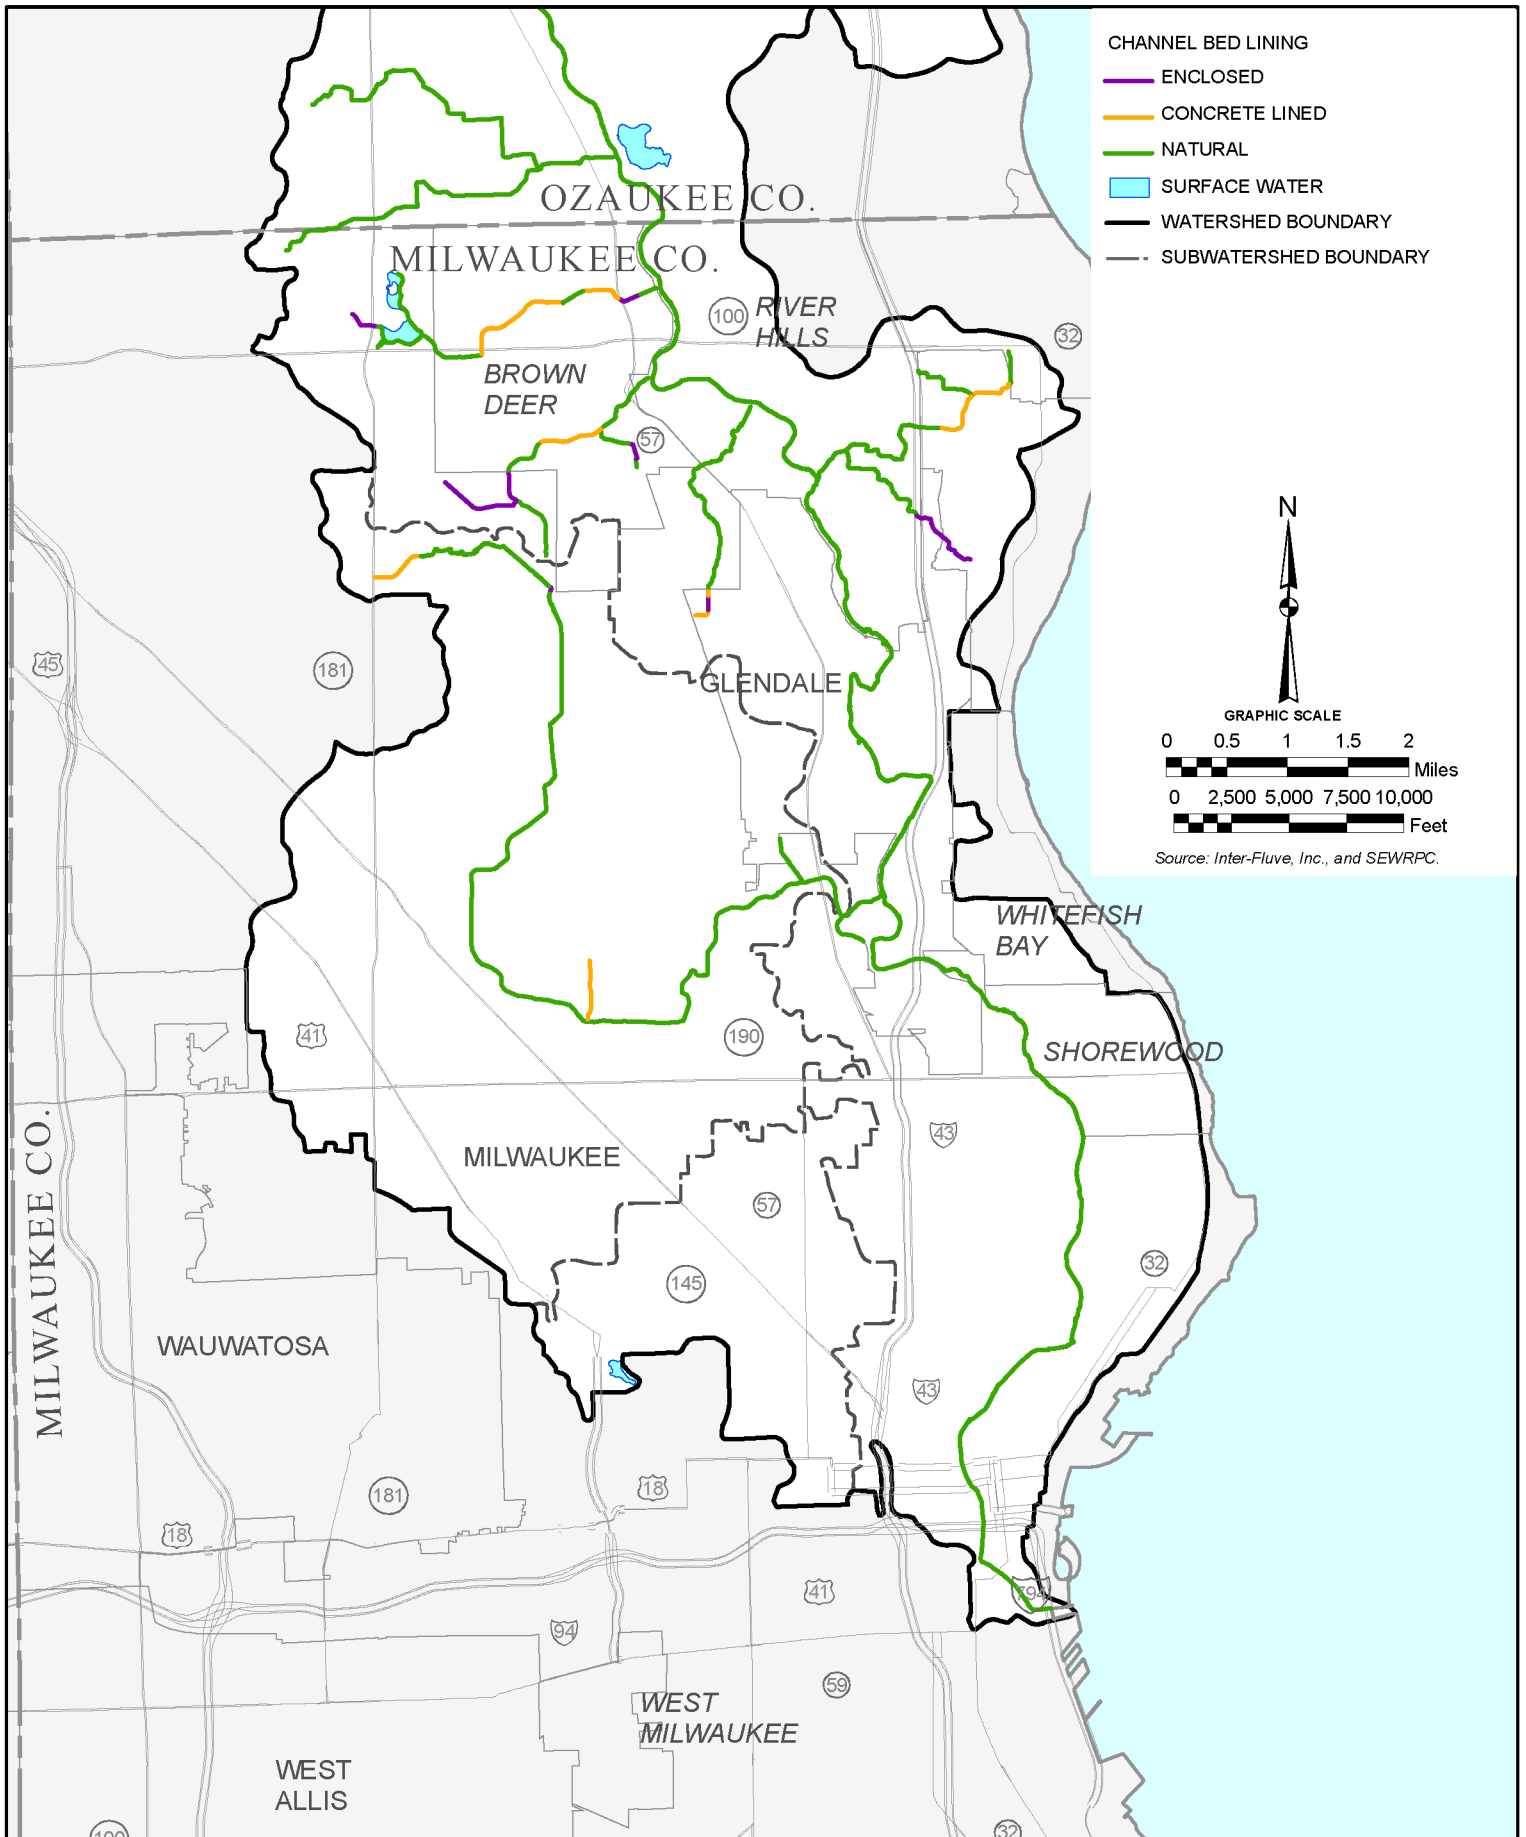 CHANNEL BED LINING
ENCLOSED
CONCRETE LINED
NATURAL
SURFACE WATER
WATERSHED BOUNDARY
SUBWATERSHED BOUNDARY
OZAUKEE CO.
MILWAUKEE CO.
100
RIVER
HILLS
32
BROWN
DEER
57
N
45
181
GLENDALE
GRAPHIC SCALE
0 0.5 1 1.5 2
Miles
0 2,500 5,000 7,500 10,000
Feet
Source: Inter-Fluve, Inc., and SEWRPC.
WHITEFISH
BAY
41
190
SHOREWOOD
43
MILWAUKEE
57
MILWAUKEE CO.
32
145
WAUWATOSA
43
18
181
18
794
41
94
59
WEST
MILWAUKEE
WEST
ALLIS
100
32